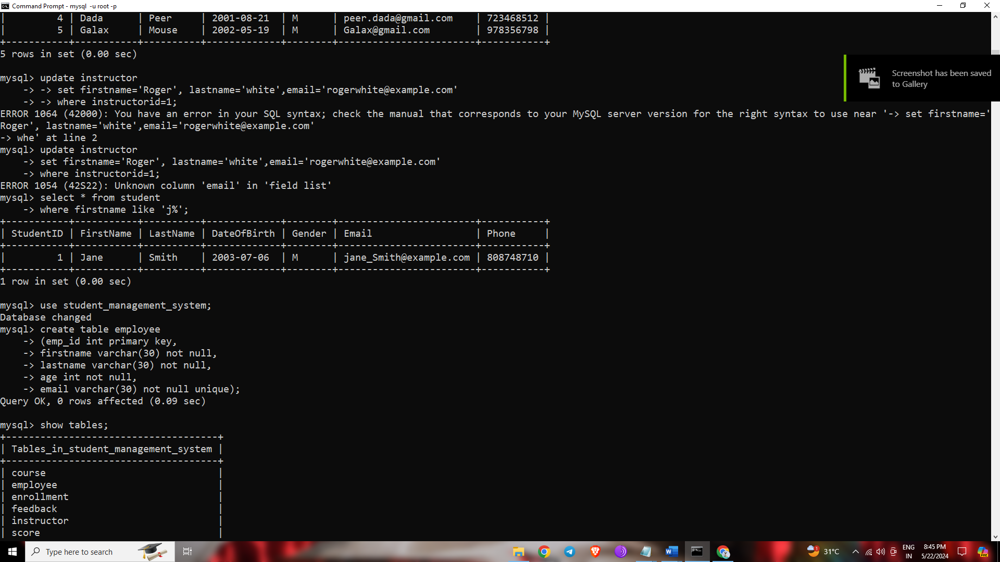 Command Prompt - mysql  -u root -p
|         4 | Dada      | Peer     | 2001-08-21  | M      | peer.dada@gmail.com    | 723468512 |
|         5 | Galax     | Mouse    | 2002-05-19  | M      | Galax@gmail.com        | 978356798 |
+-----------+-----------+----------+-------------+--------+------------------------+-----------+
5 rows in set (0.00 sec)
Screenshot has been saved
to Gallery
mysql> update instructor
    -> -> set firstname='Roger', lastname='white',email='rogerwhite@example.com'
    -> -> where instructorid=1;
ERROR 1064 (42000): You have an error in your SQL syntax; check the manual that corresponds to your MySQL server version for the right syntax to use near '-> set firstname='
Roger', lastname='white',email='rogerwhite@example.com'
-> whe' at line 2
mysql> update instructor
    -> set firstname='Roger', lastname='white',email='rogerwhite@example.com'
    -> where instructorid=1;
ERROR 1054 (42S22): Unknown column 'email' in 'field list'
mysql> select * from student
    -> where firstname like 'j%';
+-----------+-----------+----------+-------------+--------+------------------------+-----------+
| StudentID | FirstName | LastName | DateOfBirth | Gender | Email                  | Phone     |
+-----------+-----------+----------+-------------+--------+------------------------+-----------+
|         1 | Jane      | Smith    | 2003-07-06  | M      | jane_Smith@example.com | 808748710 |
+-----------+-----------+----------+-------------+--------+------------------------+-----------+
1 row in set (0.00 sec)
mysql> use student_management_system;
Database changed
mysql> create table employee
    -> (emp_id int primary key,
    -> firstname varchar(30) not null,
    -> lastname varchar(30) not null,
    -> age int not null,
    -> email varchar(30) not null unique);
Query OK, 0 rows affected (0.09 sec)
mysql> show tables;
+-------------------------------------+
| Tables_in_student_management_system |
+-------------------------------------+
| course                              |
| employee                            |
| enrollment                          |
| feedback                            |
| instructor                          |
| score                               |
Type here to search
31°C
ENG
IN
8:45 PM
5/22/2024